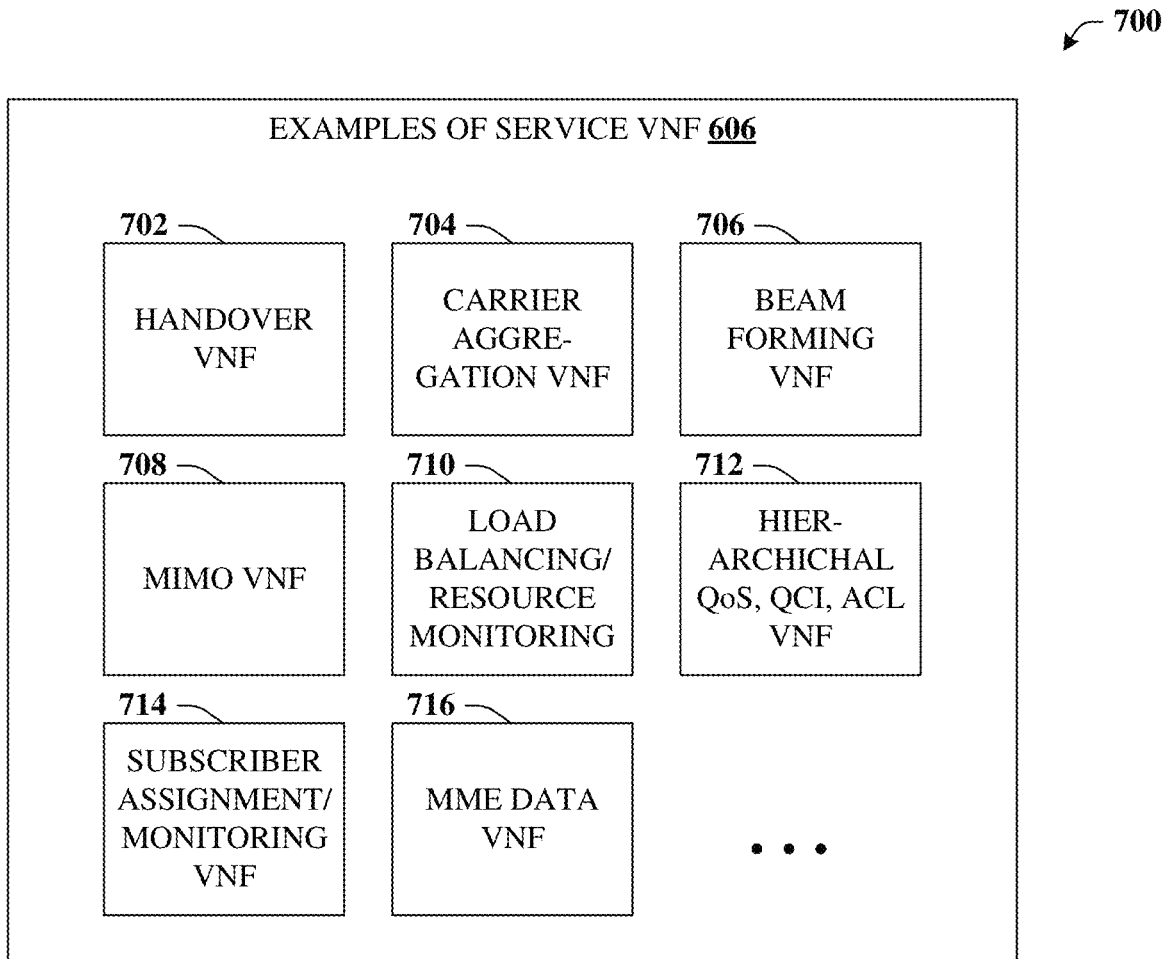 700
EXAMPLES OF SERVICE VNF 606
702
HANDOVER
VNF
704
CARRIER
AGGRE-
GATION VNF
706
BEAM
FORMING
VNF
708
MIMO VNF
710
LOAD
BALANCING/
RESOURCE
MONITORING
712
HIER-
ARCHICHAL
QoS, QCI, ACL
VNF
714
SUBSCRIBER
ASSIGNMENT/
MONITORING
VNF
716
MME DATA
VNF
• • •